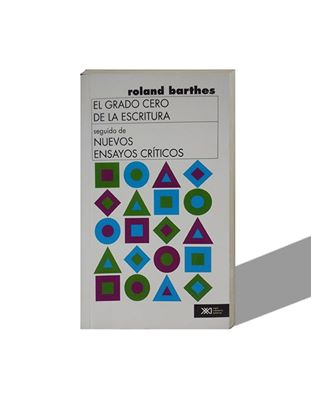 roland barthes
EL GRADO CERO
DE LA ESCRITURA
seguido de
NUEVOS
ENSAYOS CRÍTICOS